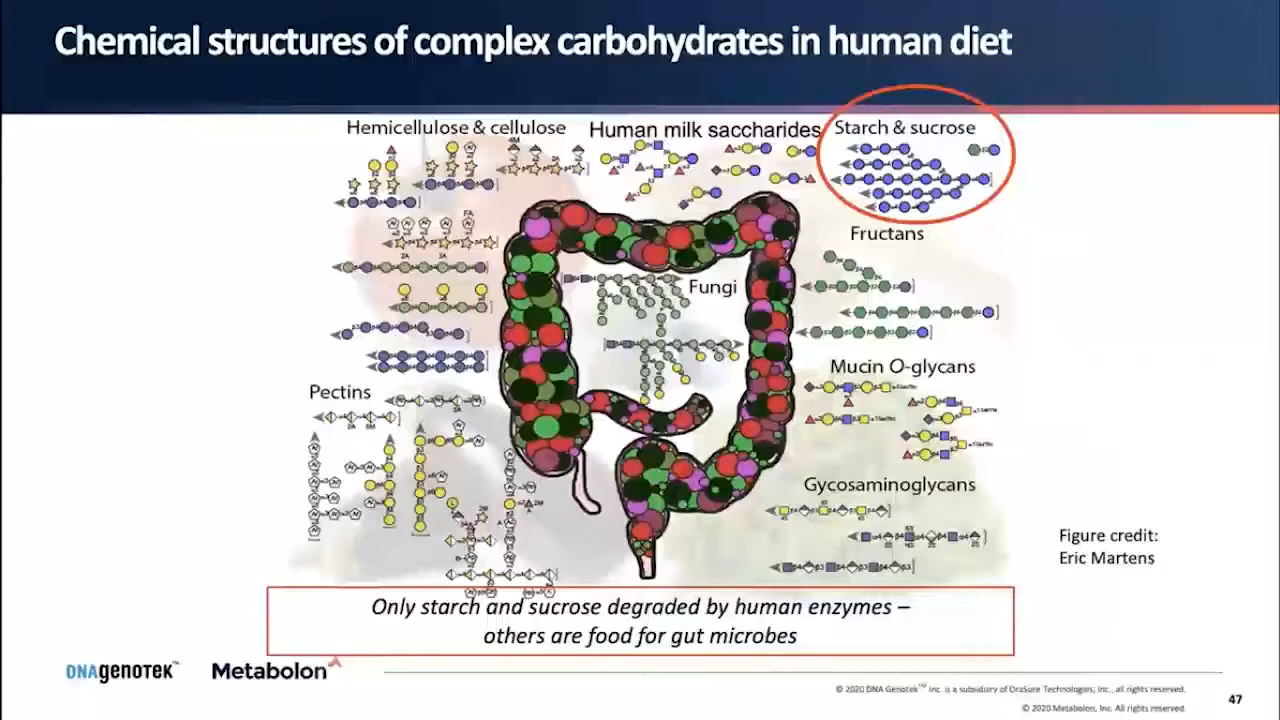 Chemical structures of complex carbohydrates in human diet
Hemicellulose & cellulose
Human milk saccharides
Starch & sucrose
Fructans
Fungi
Mucin O-glycans
Pectins
Gycosaminoglycans
Figure credit:
Eric Martens
Only starch and sucrose degraded by human enzymes –
others are food for gut microbes
DNAgenotek™
Metabolon
© 2020 DNA Genotek™ Inc. is a subsidiary of OraSure Technologies, Inc., all rights reserved.
© 2020 Metabolon, Inc. All rights reserved.
47